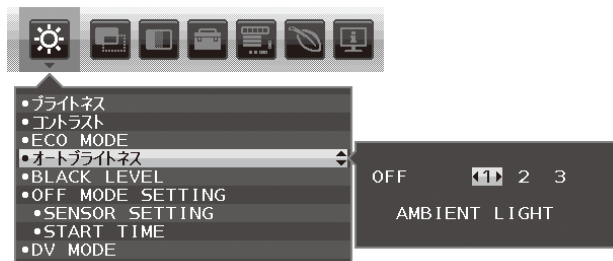 •ブライトネス
•コントラスト
•ECO MODE
•オートブライトネス
•BLACK LEVEL
•OFF MODE SETTING
•SENSOR SETTING
•START TIME
•DV MODE
OFF 1 2 3
AMBIENT LIGHT